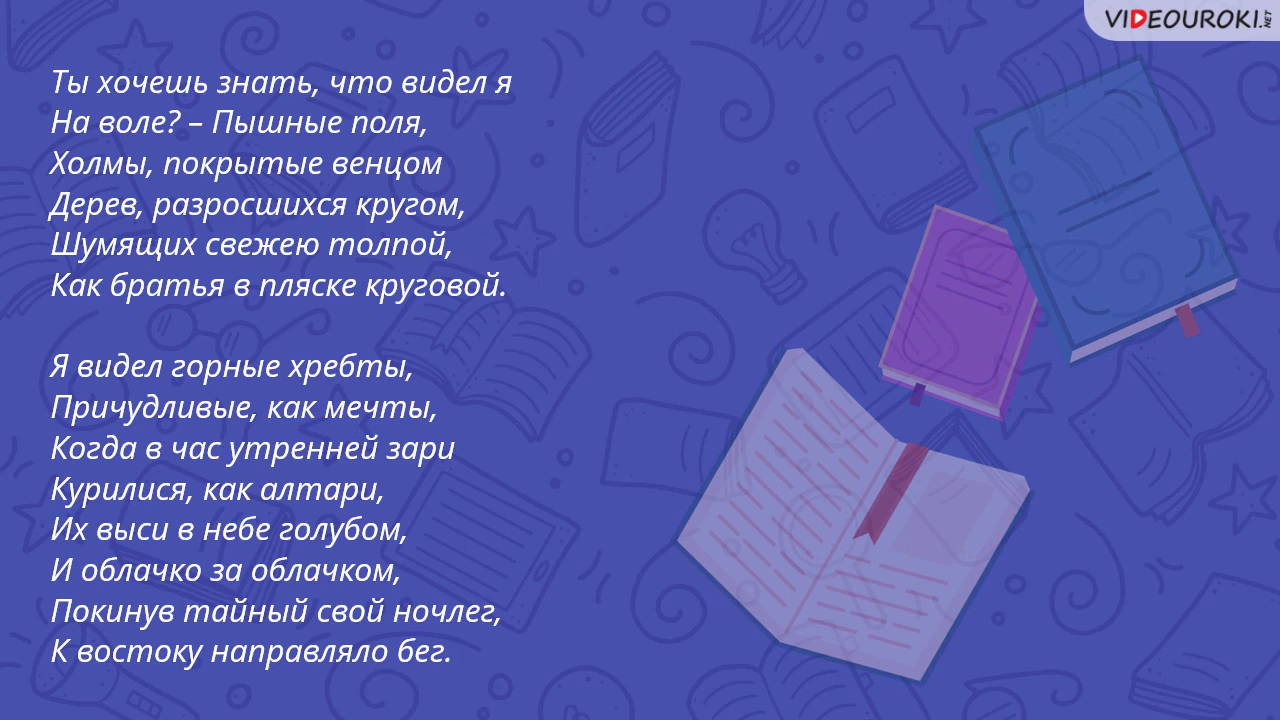 VIDEOUROKI.NET
Ты хочешь знать, что видел я
На воле? – Пышные поля,
Холмы, покрытые венцом
Дерев, разросшихся кругом,
Шумящих свежею толпой,
Как братья в пляске круговой.
Я видел горные хребты,
Причудливые, как мечты,
Когда в час утренней зари
Курилися, как алтари,
Их выси в небе голубом,
И облачко за облачком,
Покинув тайный свой ночлег,
К востоку направляло бег.